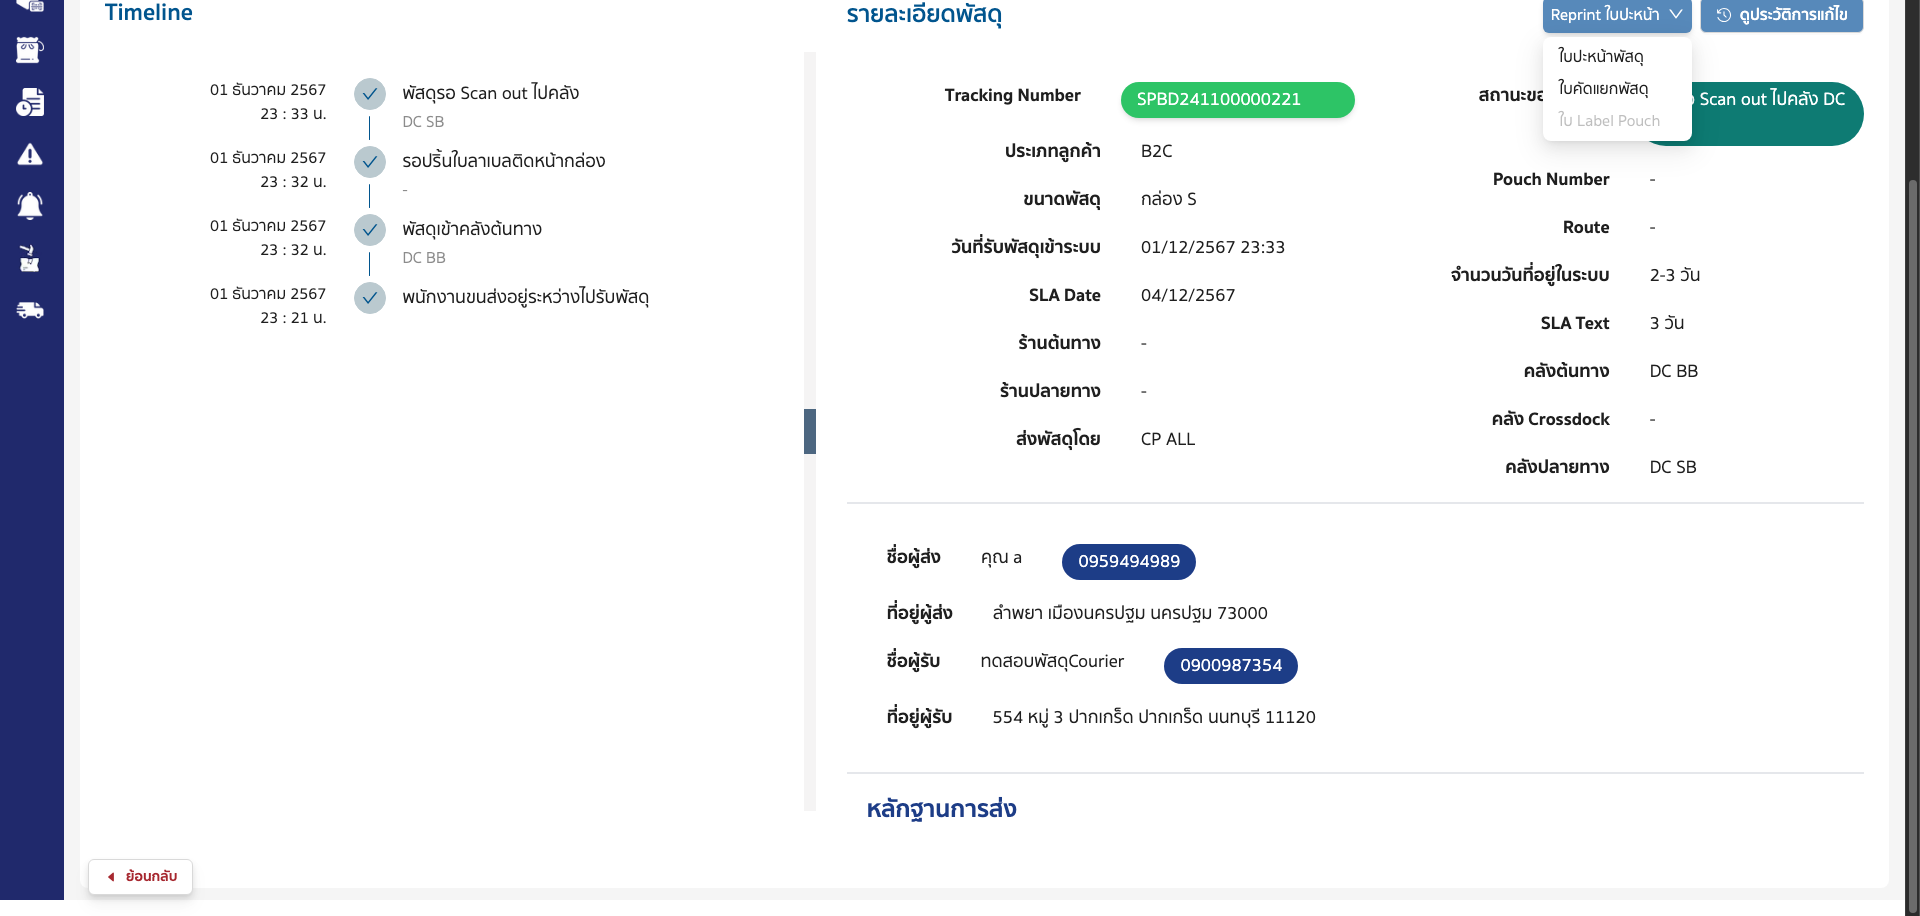 Timeline
01 ธันวาคม 2567
23 : 33 น.
พัสดุรอ Scan out ไปคลัง
DC SB
01 ธันวาคม 2567
23 : 32 น.
รอปริ้นใบลาเบลติดหน้ากล่อง
-
01 ธันวาคม 2567
23 : 32 น.
พัสดุเข้าคลังต้นทาง
DC BB
01 ธันวาคม 2567
23 : 21 น.
พนักงานขนส่งอยู่ระหว่างไปรับพัสดุ
รายละเอียดพัสดุ
Reprint ใบปะหน้า
ดูประวัติการแก้ไข
ใบปะหน้าพัสดุ
ใบคัดแยกพัสดุ
ใบ Label Pouch
Tracking Number SPBD241100000221
ประเภทลูกค้า B2C
ขนาดพัสดุ กล่อง S
วันที่รับพัสดุเข้าระบบ 01/12/2567 23:33
SLA Date 04/12/2567
ร้านต้นทาง -
ร้านปลายทาง -
ส่งพัสดุโดย CP ALL
Scan out ไปคลัง DC
Pouch Number -
Route -
จำนวนวันที่อยู่ในระบบ 2-3 วัน
SLA Text 3 วัน
คลังต้นทาง DC BB
คลัง Crossdock -
คลังปลายทาง DC SB
ชื่อผู้ส่ง คุณ a 0959494989
ที่อยู่ผู้ส่ง ลำพยา เมืองนครปฐม นครปฐม 73000
ชื่อผู้รับ ทดสอบพัสดุCourier 0900987354
ที่อยู่ผู้รับ 554 หมู่ 3 ปากเกร็ด ปากเกร็ด นนทบุรี 11120
หลักฐานการส่ง
ย้อนกลับ